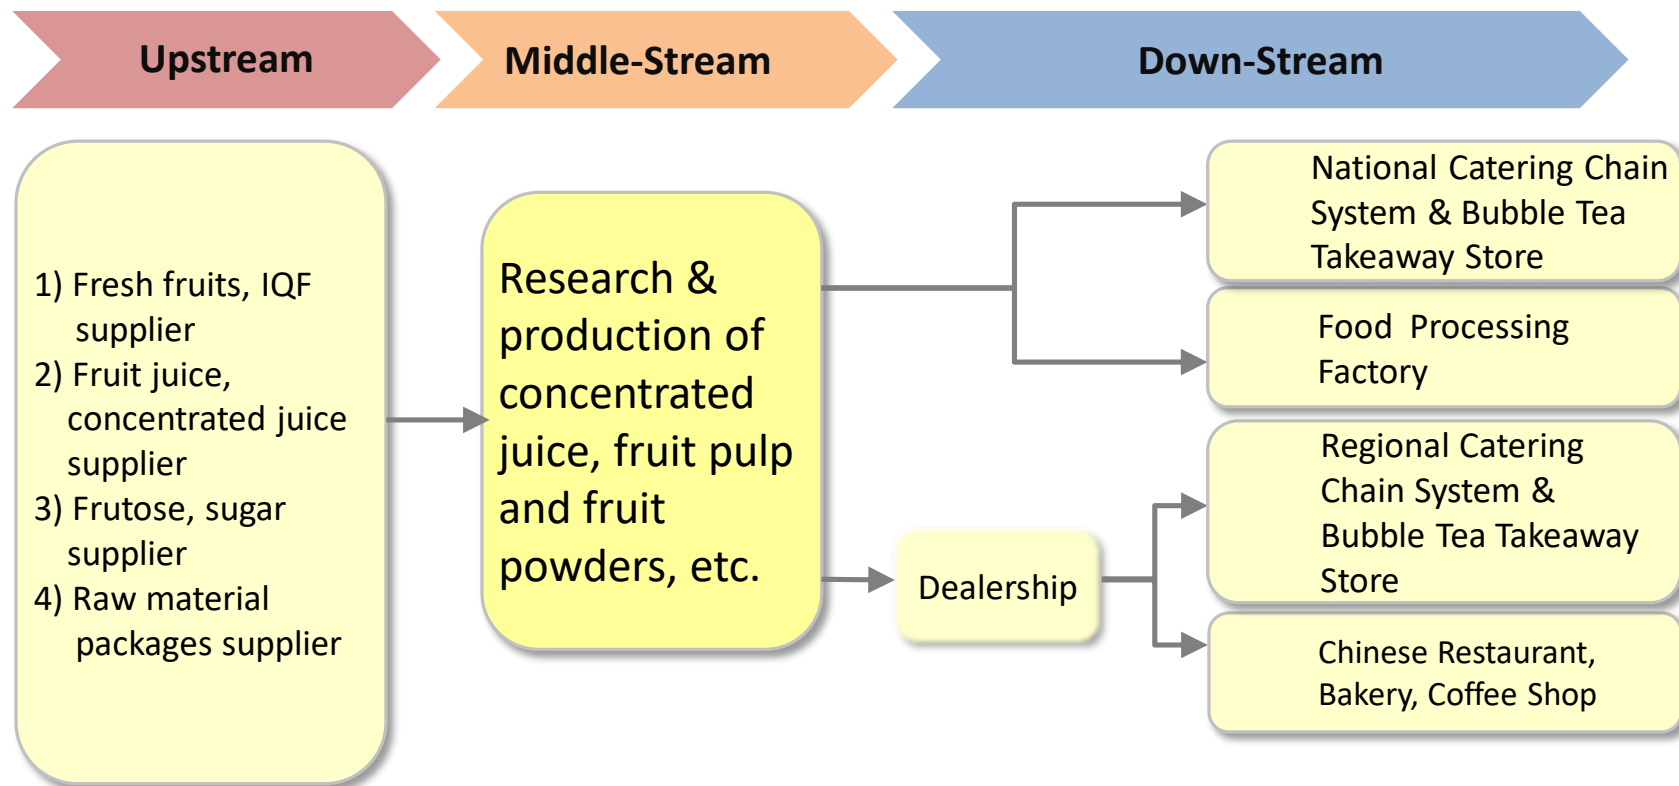 Upstream
Middle-Stream
Down-Stream
1) Fresh fruits, IQF
supplier
2) Fruit juice,
concentrated juice
supplier
3) Frutose, sugar
supplier
4) Raw material
packages supplier
Research &
production of
concentrated
juice, fruit pulp
and fruit
powders, etc.
Dealership
National Catering Chain
System & Bubble Tea
Takeaway Store
Food Processing
Factory
Regional Catering
Chain System &
Bubble Tea Takeaway
Store
Chinese Restaurant,
Bakery, Coffee Shop